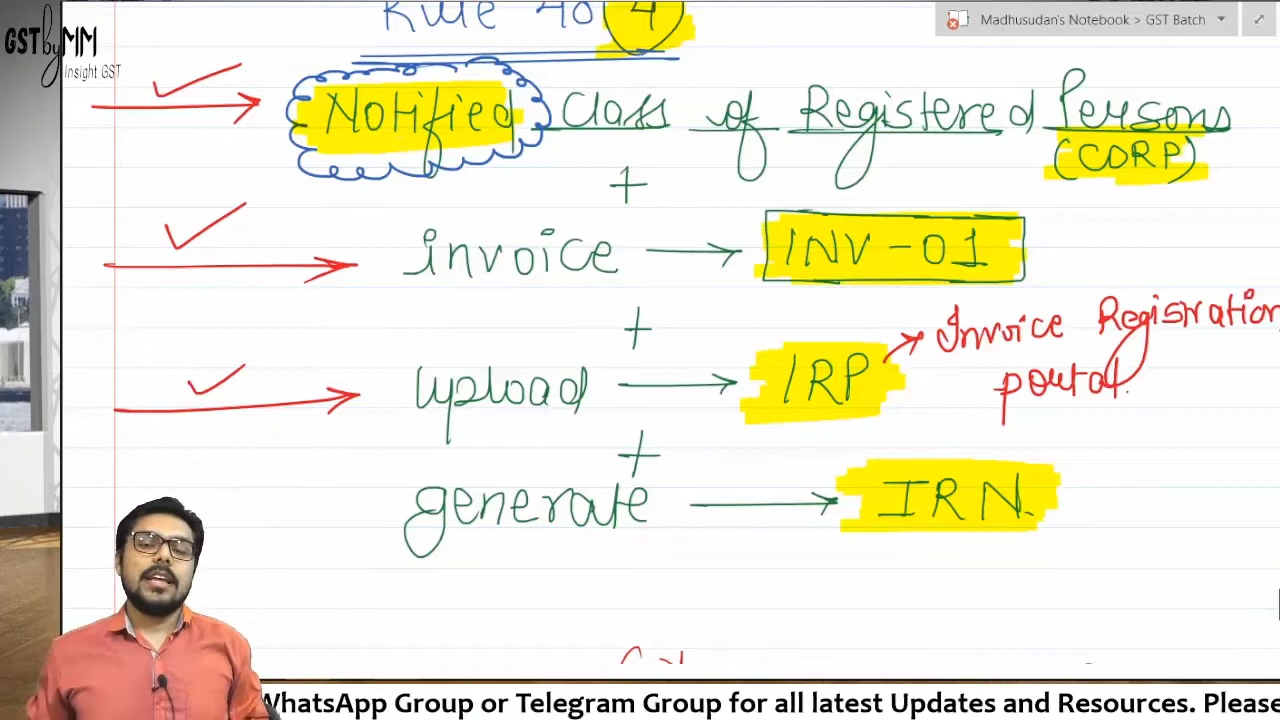 Rule 48 4
Madhusudan's Notebook > GST Batch
GST by MM
Insight GST
Notified Class of Registered Persons
(CORP)
+
invoice → INV-01
+
Invoice Registration
upload → IRP
portal.
+
generate → IRN.
WhatsApp Group or Telegram Group for all latest Updates and Resources. Please